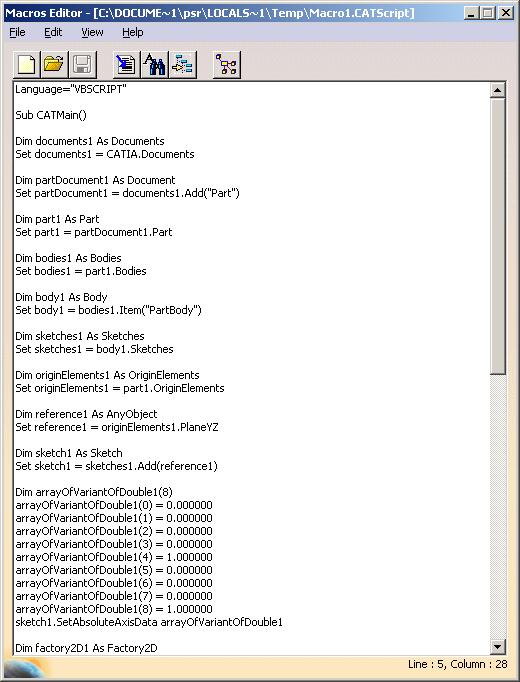 Macros Editor - [C:\DOCUME~1\psr\LOCALS~1\Temp\Macro1.CATScript]
File Edit View Help
Language="VBSCRIPT"
Sub CATMain()
Dim documents1 As Documents
Set documents1 = CATIA.Documents
Dim partDocument1 As Document
Set partDocument1 = documents1.Add("Part")
Dim part1 As Part
Set part1 = partDocument1.Part
Dim bodies1 As Bodies
Set bodies1 = part1.Bodies
Dim body1 As Body
Set body1 = bodies1.Item("PartBody")
Dim sketches1 As Sketches
Set sketches1 = body1.Sketches
Dim originElements1 As OriginElements
Set originElements1 = part1.OriginElements
Dim reference1 As AnyObject
Set reference1 = originElements1.PlaneYZ
Dim sketch1 As Sketch
Set sketch1 = sketches1.Add(reference1)
Dim arrayOfVariantOfDouble1(8)
arrayOfVariantOfDouble1(0) = 0.000000
arrayOfVariantOfDouble1(1) = 0.000000
arrayOfVariantOfDouble1(2) = 0.000000
arrayOfVariantOfDouble1(3) = 0.000000
arrayOfVariantOfDouble1(4) = 1.000000
arrayOfVariantOfDouble1(5) = 0.000000
arrayOfVariantOfDouble1(6) = 0.000000
arrayOfVariantOfDouble1(7) = 0.000000
arrayOfVariantOfDouble1(8) = 1.000000
sketch1.SetAbsoluteAxisData arrayOfVariantOfDouble1
Dim factory2D1 As Factory2D
Line : 5, Column : 28